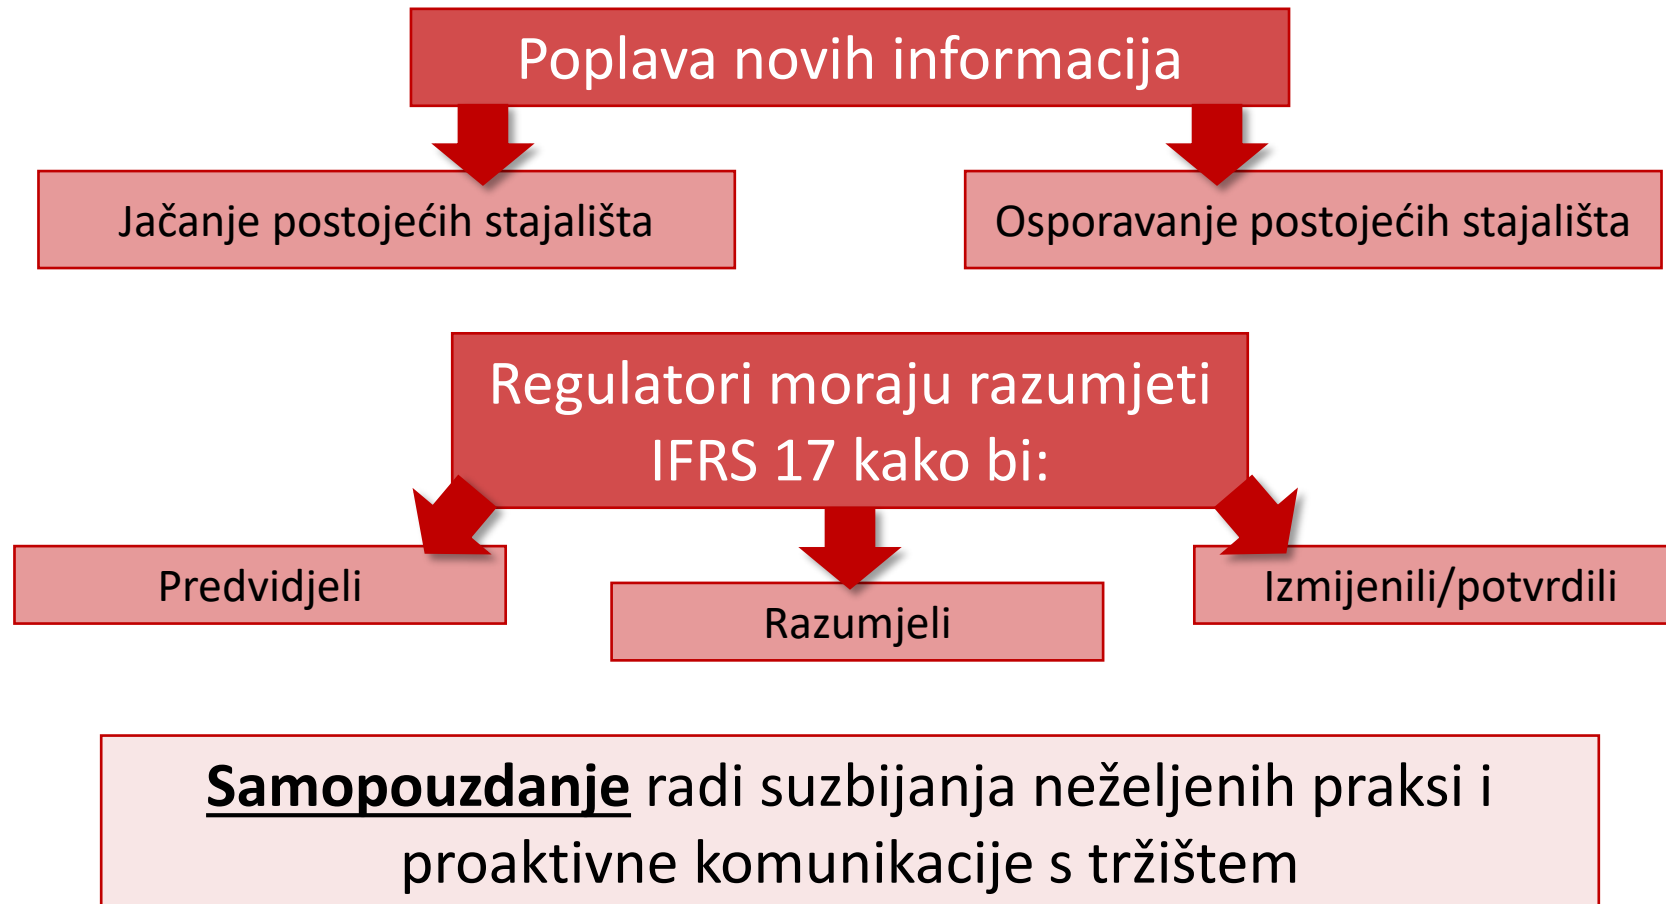 Poplava novih informacija
Jačanje postojećih stajališta
Osporavanje postojećih stajališta
Regulatori moraju razumjeti
IFRS 17 kako bi:
Predvidjeli
Razumjeli
Izmijenili/potvrdili
Samopouzdanje radi suzbijanja neželjenih praksi i
proaktivne komunikacije s tržištem